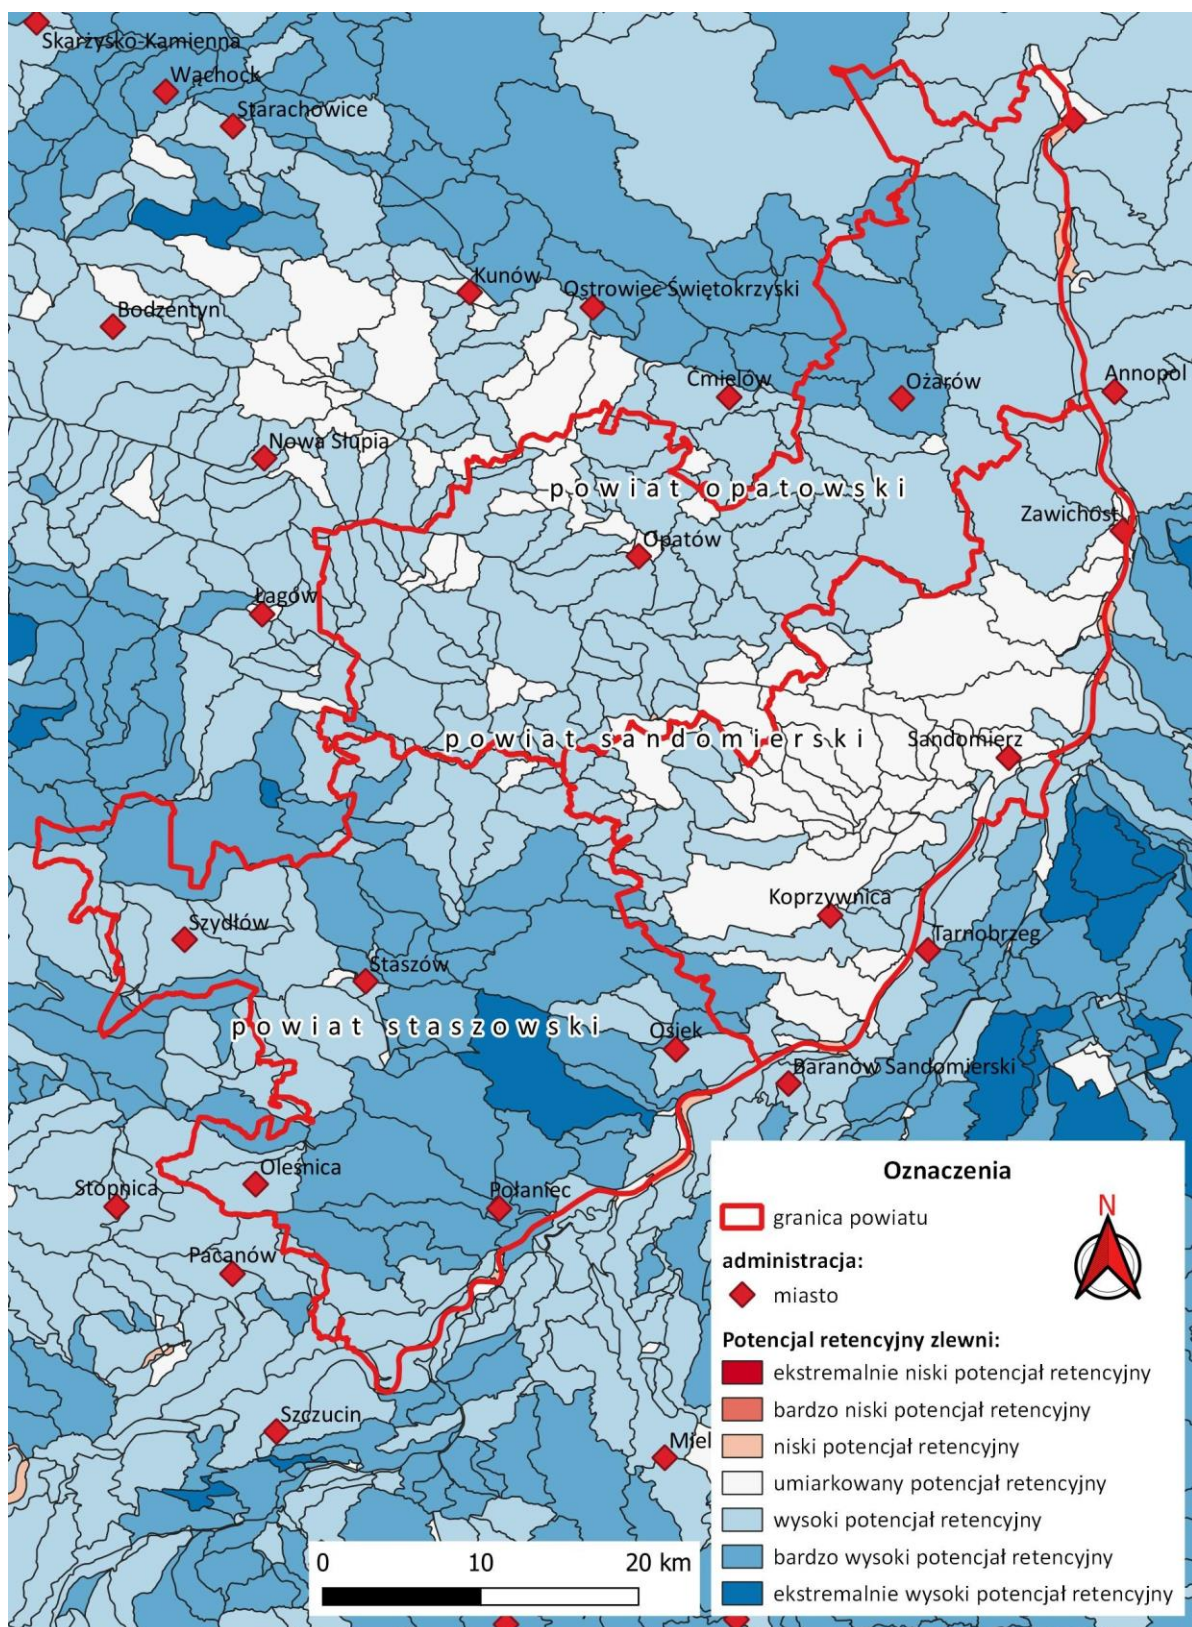 Skarżysko-Kamienna
Wąchock
Starachowice
Kunów
Ostrowiec Świętokrzyski
Bodzentyn
Ćmielów
Ożarów
Annopol
Nowa Słupia
powiat opatowski
Zawichost
Opatów
Łagów
powiat sandomierski
Sandomierz
Koprzywnica
Szydłów
Tarnobrzeg
Staszów
powiat staszowski
Osiek
Baranów Sandomierski
Oleśnica
Stopnica
Połaniec
Pacanów
Szczucin
Miel
Oznaczenia
granica powiatu
N
administracja:
miasto
Potencjał retencyjny zlewni:
ekstremalnie niski potencjał retencyjny
bardzo niski potencjał retencyjny
niski potencjał retencyjny
umiarkowany potencjał retencyjny
wysoki potencjał retencyjny
bardzo wysoki potencjał retencyjny
ekstremalnie wysoki potencjał retencyjny
0 10 20 km